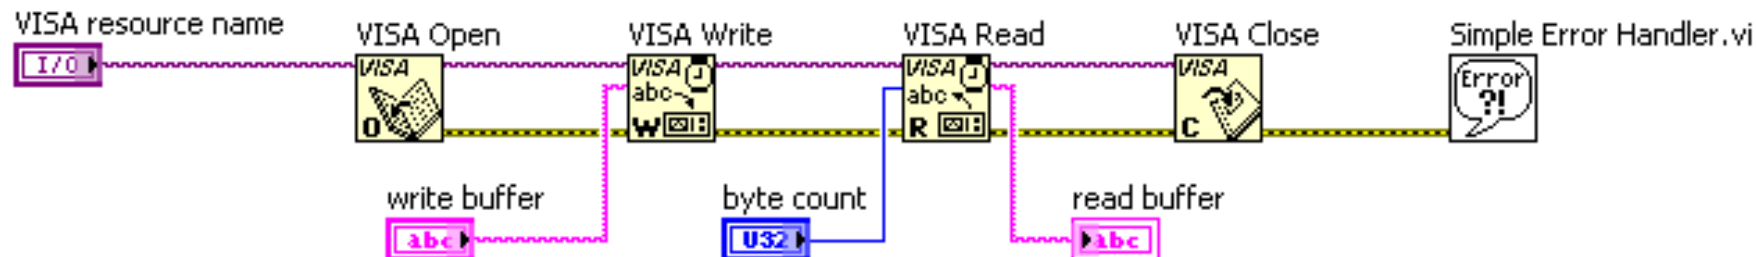 VISA resource name
VISA Open
VISA Write
VISA Read
VISA Close
Simple Error Handler.vi
I/O
VISA
O
VISA
abc
W
VISA
abc
R
VISA
C
Error
?!
write buffer
byte count
read buffer
abc
U32
abc